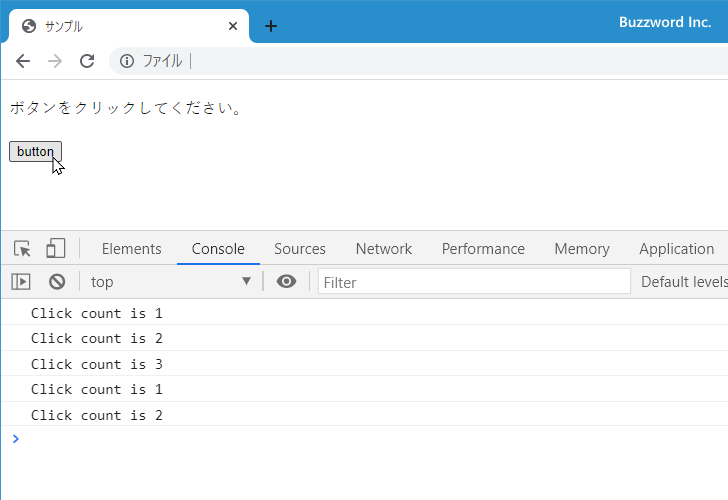 サンプル
Buzzword Inc.
ファイル
ボタンをクリックしてください。
button
Elements Console Sources Network Performance Memory Application
top Filter Default levels
Click count is 1
Click count is 2
Click count is 3
Click count is 1
Click count is 2